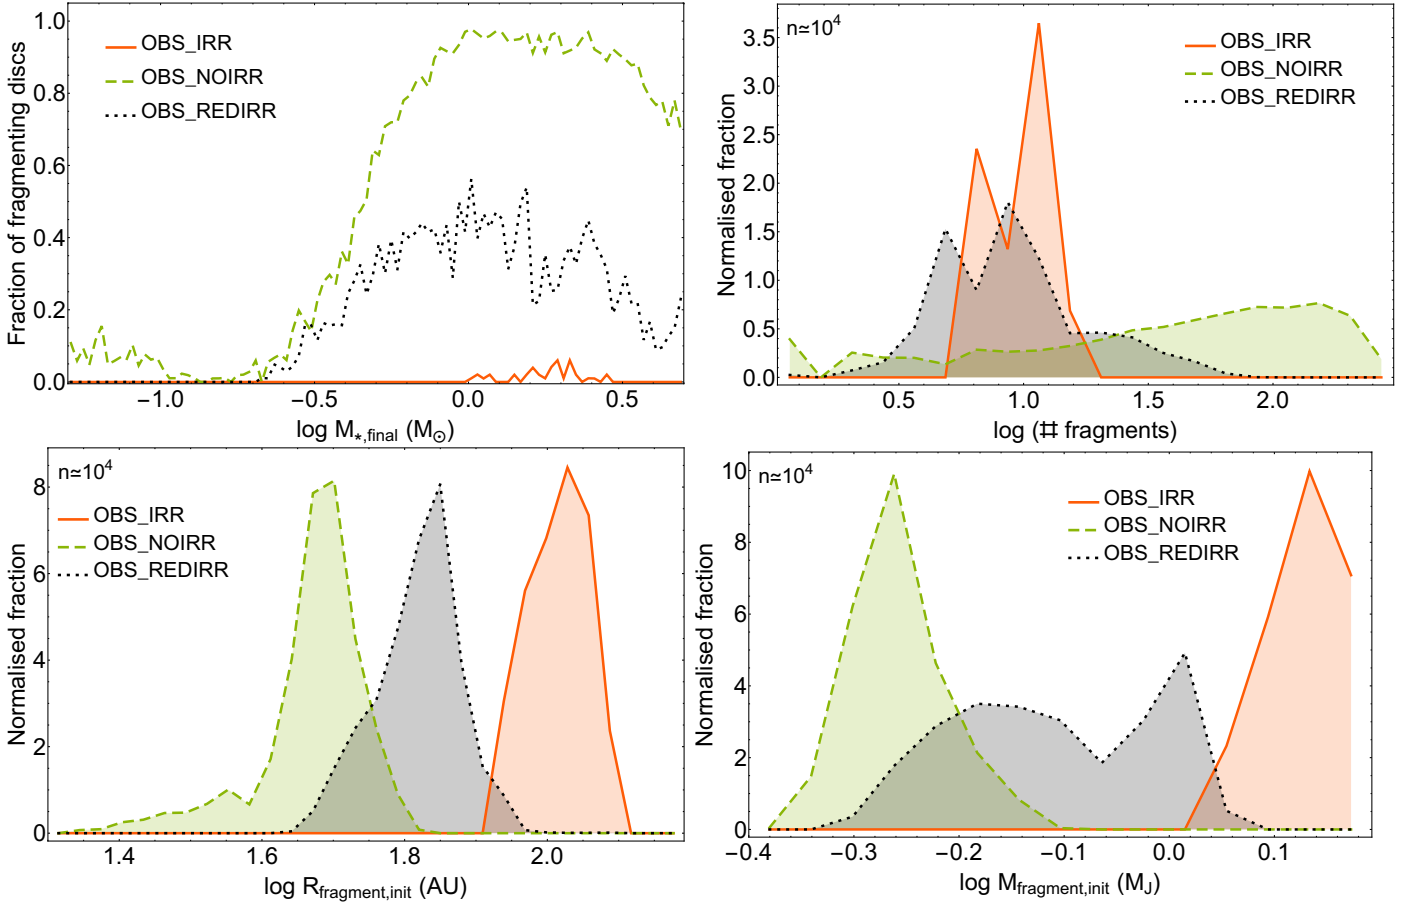 Fraction of fragmenting discs
1.0
0.8
0.6
0.4
0.2
0.0
OBS_IRR
OBS_NOIRR
OBS_REDIRR
−1.0 −0.5 0.0 0.5
log M*,final (M⊙)
Normalised fraction
n≃10⁴
3.5
3.0
2.5
2.0
1.5
1.0
0.5
0.0
OBS_IRR
OBS_NOIRR
OBS_REDIRR
0.5 1.0 1.5 2.0
log (# fragments)
Normalised fraction
n≃10⁴
8
6
4
2
0
OBS_IRR
OBS_NOIRR
OBS_REDIRR
1.4 1.6 1.8 2.0
log Rfragment,init (AU)
Normalised fraction
n≃10⁴
10
8
6
4
2
0
OBS_IRR
OBS_NOIRR
OBS_REDIRR
−0.4 −0.3 −0.2 −0.1 0.0 0.1
log Mfragment,init (MJ)